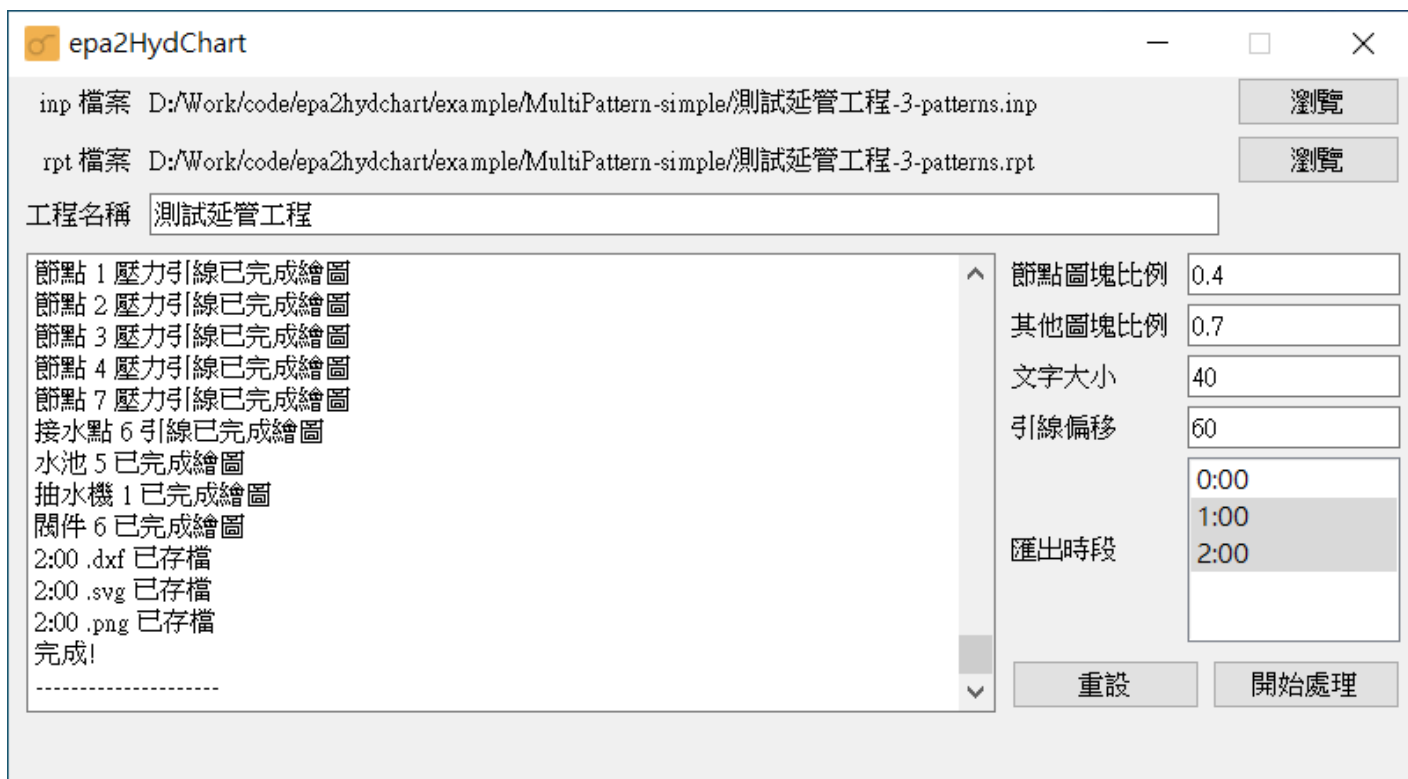 epa2HydChart
inp 檔案 D:/Work/code/epa2hydchart/example/MultiPattern-simple/測試延管工程-3-patterns.inp 瀏覽
rpt 檔案 D:/Work/code/epa2hydchart/example/MultiPattern-simple/測試延管工程-3-patterns.rpt 瀏覽
工程名稱 測試延管工程
節點 1 壓力引線已完成繪圖
節點 2 壓力引線已完成繪圖
節點 3 壓力引線已完成繪圖
節點 4 壓力引線已完成繪圖
節點 7 壓力引線已完成繪圖
接水點 6 引線已完成繪圖
水池 5 已完成繪圖
抽水機 1 已完成繪圖
閥件 6 已完成繪圖
2:00 .dxf 已存檔
2:00 .svg 已存檔
2:00 .png 已存檔
完成!
---------------------
節點圖塊比例 0.4
其他圖塊比例 0.7
文字大小 40
引線偏移 60
匯出時段
0:00
1:00
2:00
重設 開始處理